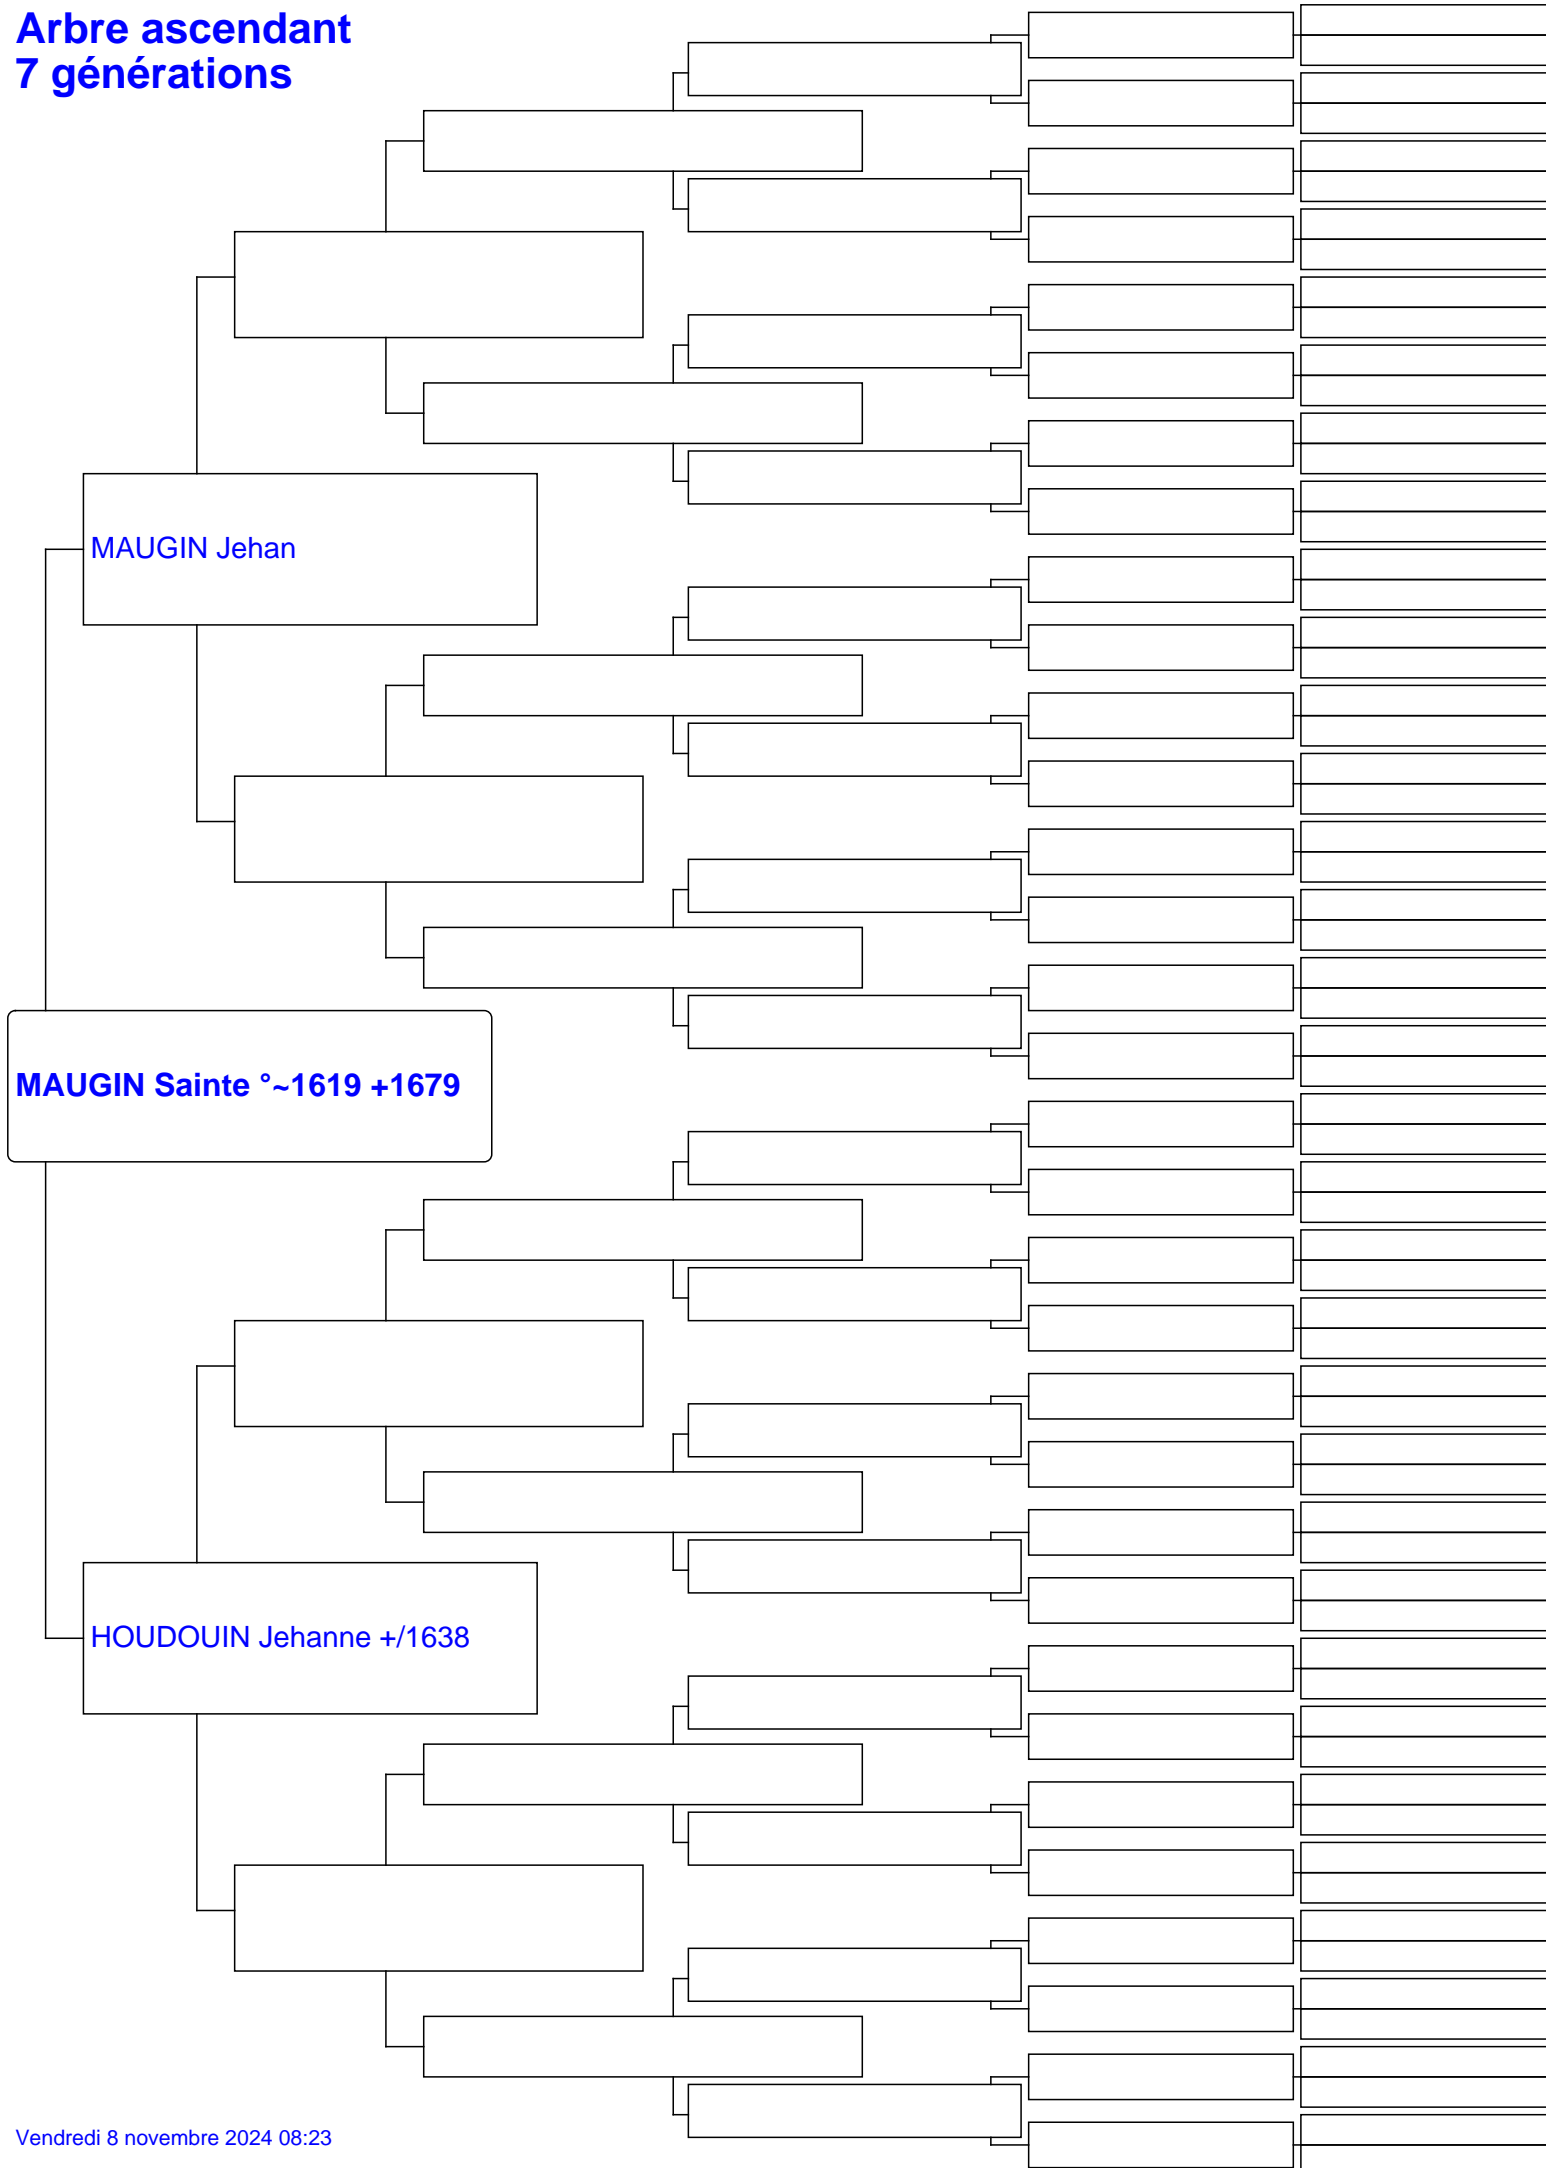 Arbre ascendant
7 générations
MAUGIN Jehan
MAUGIN Sainte °~1619 +1679
HOUDOUIN Jehanne +/1638
Vendredi 8 novembre 2024 08:23